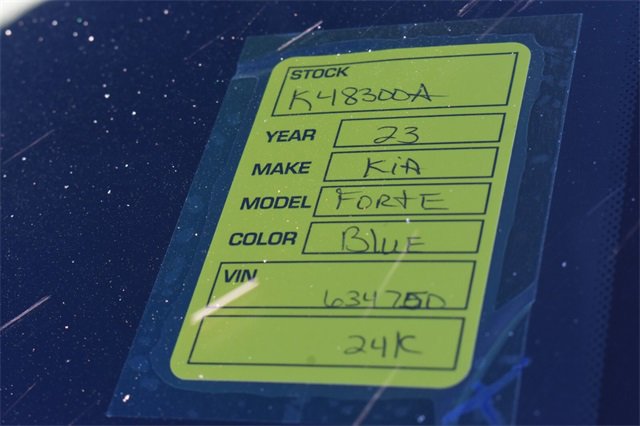 STOCK
K48300A
YEAR 23
MAKE KiA
MODEL FORTE
COLOR BLUE
VIN
634750
24K